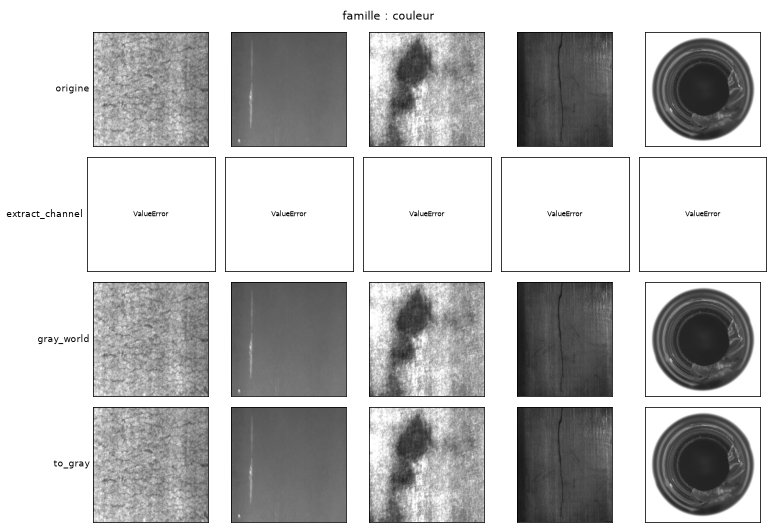 famille : couleur
origine
extract_channel
ValueError
ValueError
ValueError
ValueError
ValueError
gray_world
to_gray